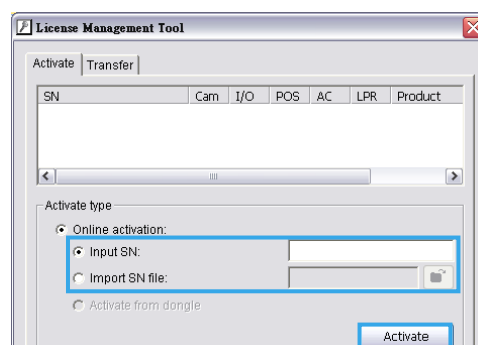 License Management Tool
Activate Transfer
SN Cam I/O POS AC LPR Product
Activate type
Online activation:
Input SN:
Import SN file:
Activate from dongle
Activate